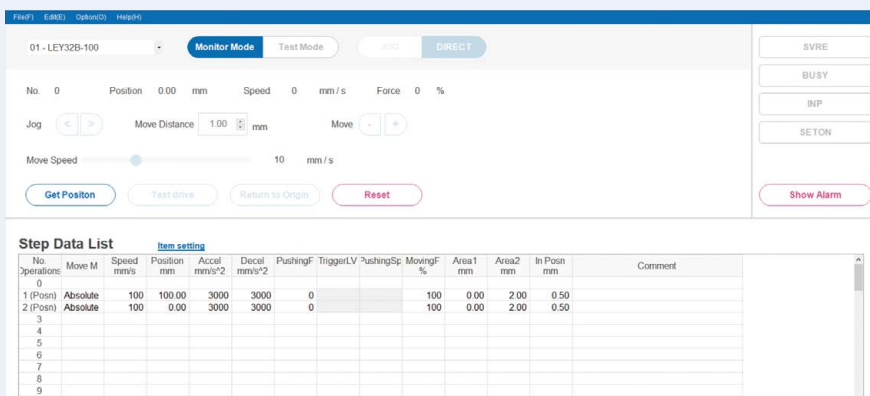 File(F) Edit(E) Option(O) Help(H)
01 - LEY32B-100 Monitor Mode Test Mode JOG DIRECT SVRE
BUSY
No. 0 Position 0.00 mm Speed 0 mm / s Force 0 %
INP
Jog < > Move Distance 1.00 mm Move - +
SETON
Move Speed 10 mm / s
Get Positon Test drive Return to Origin Reset Show Alarm
Step Data List Item setting
No. Move M Speed Position Accel Decel PushingF TriggerLV PushingSp MovingF Area1 Area2 In Posn Comment
Operations mm/s mm mm/s^2 mm/s^2 % mm mm mm
0
1 (Posn) Absolute 100 100.00 3000 3000 0 100 0.00 2.00 0.50
2 (Posn) Absolute 100 0.00 3000 3000 0 100 0.00 2.00 0.50
3
4
5
6
7
8
9